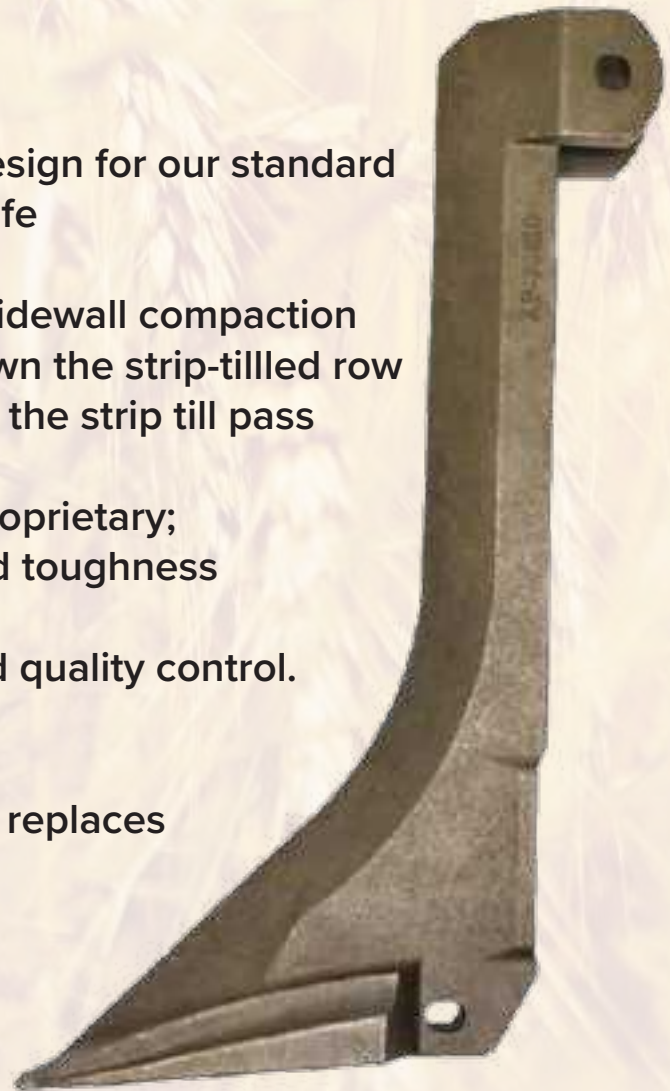 esign for our standard
fe
idewall compaction
wn the strip-tillled row
the strip till pass
oprietary;
d toughness
d quality control.
replaces